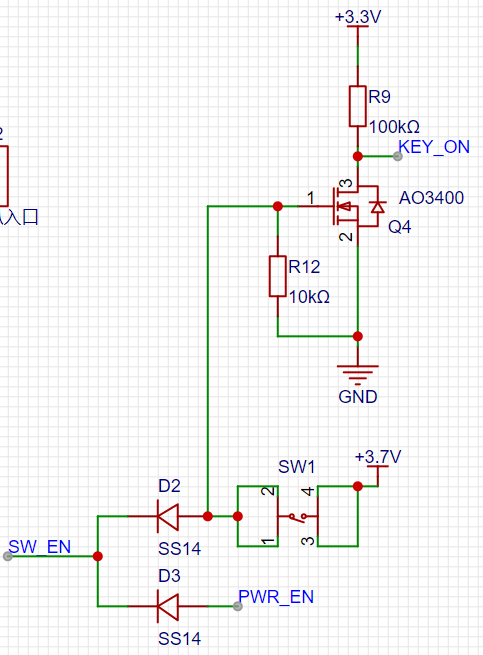 +3.3V
R9
100kΩ
KEY_ON
3
1
AO3400
Q4
2
入口
R12
10kΩ
GND
+3.7V
SW1
D2
2
4
SW_EN
SS14
1
3
D3
PWR_EN
SS14